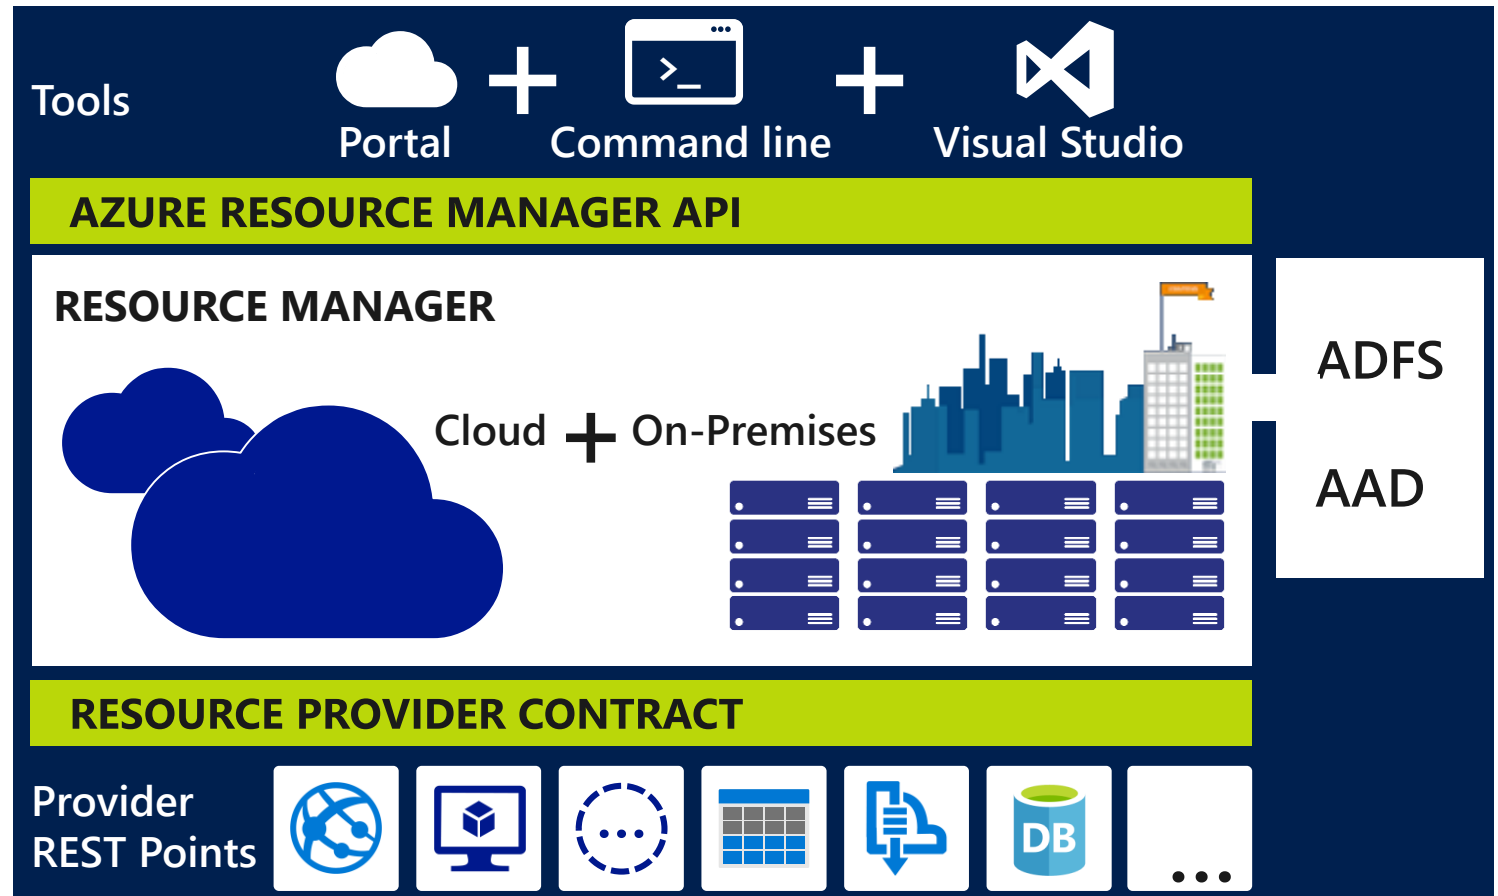 Tools
Portal
Command line
Visual Studio
AZURE RESOURCE MANAGER API
RESOURCE MANAGER
Cloud + On-Premises
ADFS
AAD
RESOURCE PROVIDER CONTRACT
Provider
REST Points
DB
...